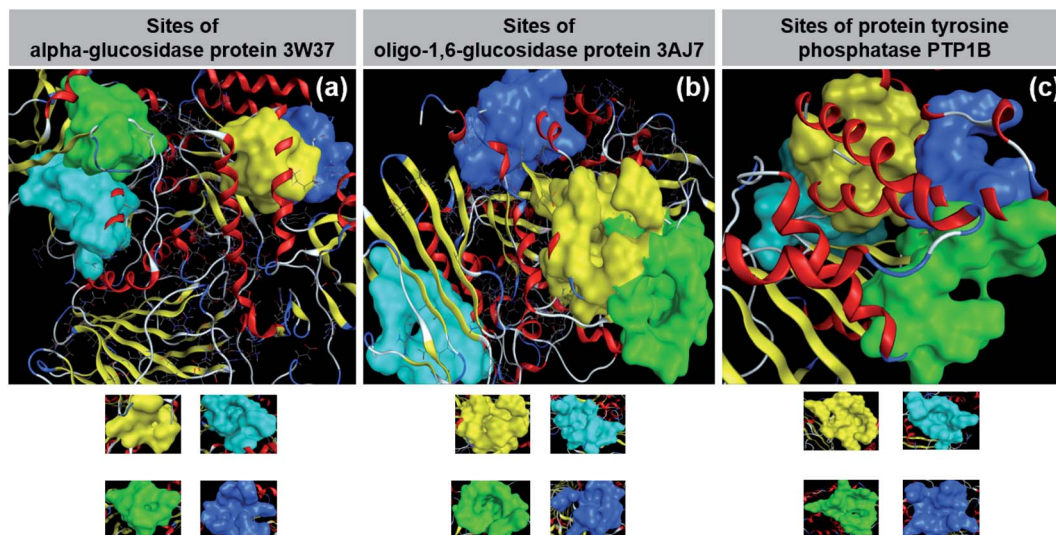 Sites of
alpha-glucosidase protein 3W37
Sites of
oligo-1,6-glucosidase protein 3AJ7
Sites of protein tyrosine
phosphatase PTP1B
(a)
(b)
(c)